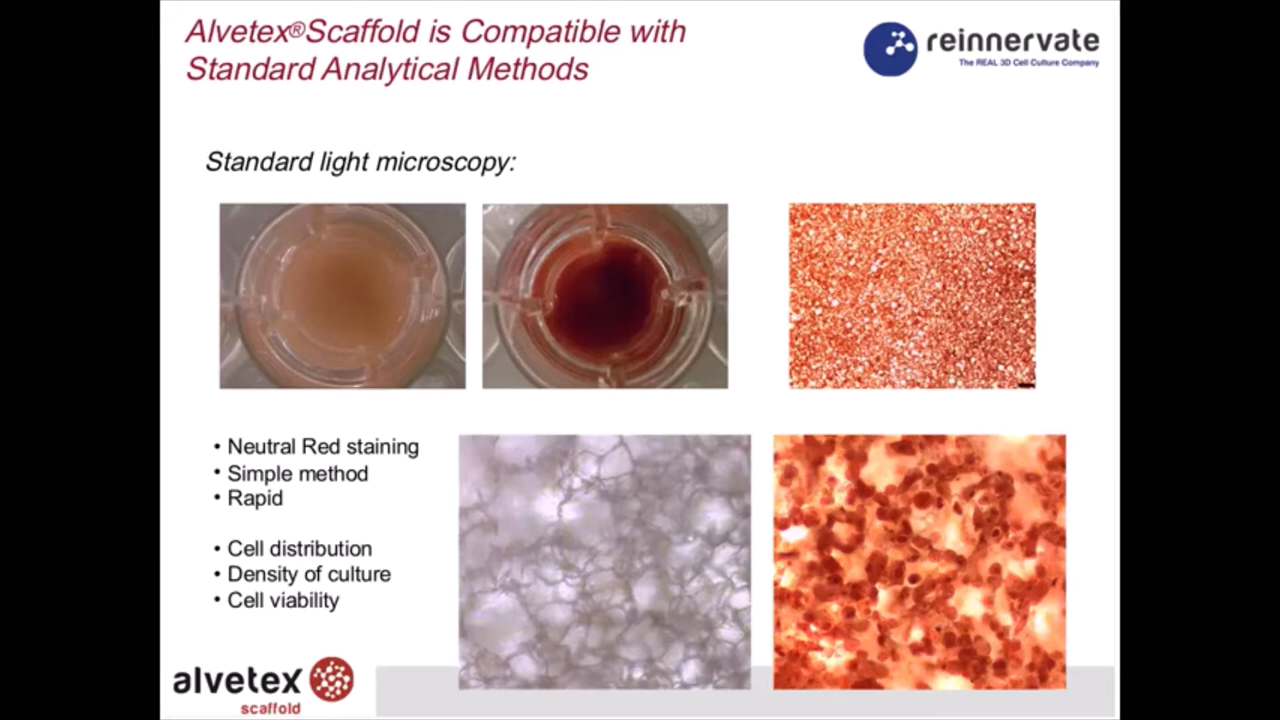 Alvetex®Scaffold is Compatible with
Standard Analytical Methods
reinnervate
The REAL 3D Cell Culture Company
Standard light microscopy:
• Neutral Red staining
• Simple method
• Rapid
• Cell distribution
• Density of culture
• Cell viability
alvetex
scaffold